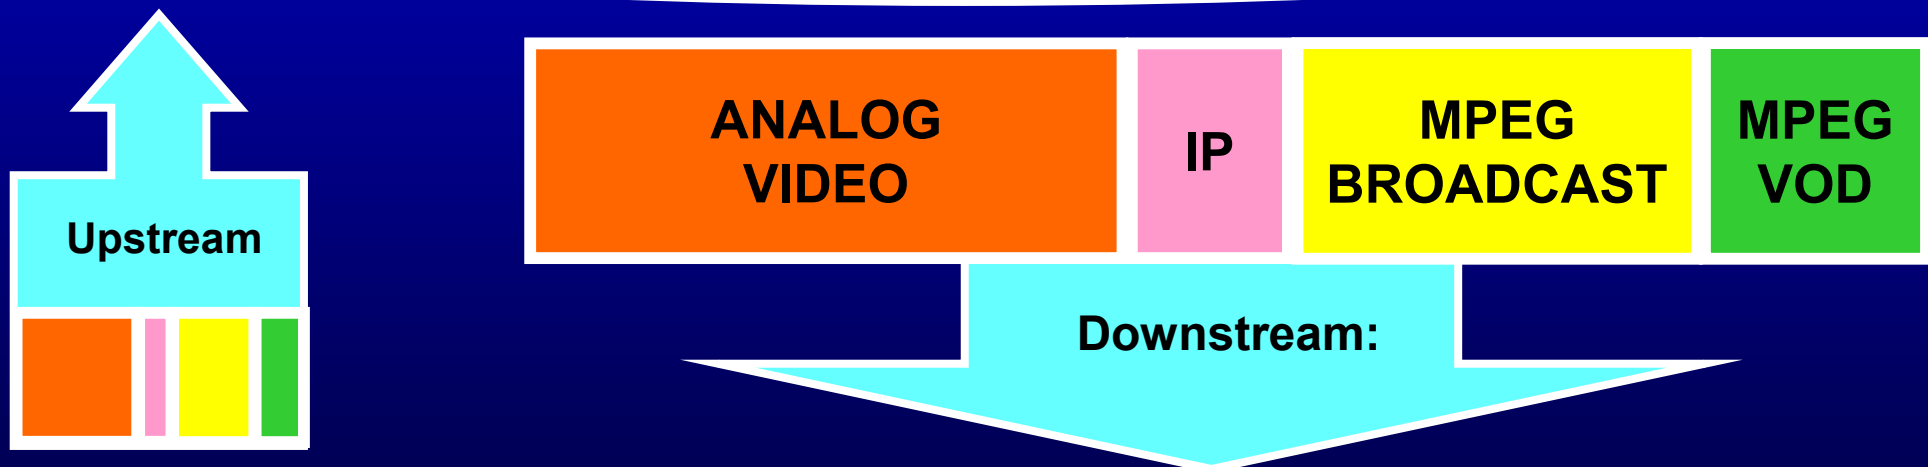 ANALOG
VIDEO
IP
MPEG
BROADCAST
MPEG
VOD
Upstream
Downstream: